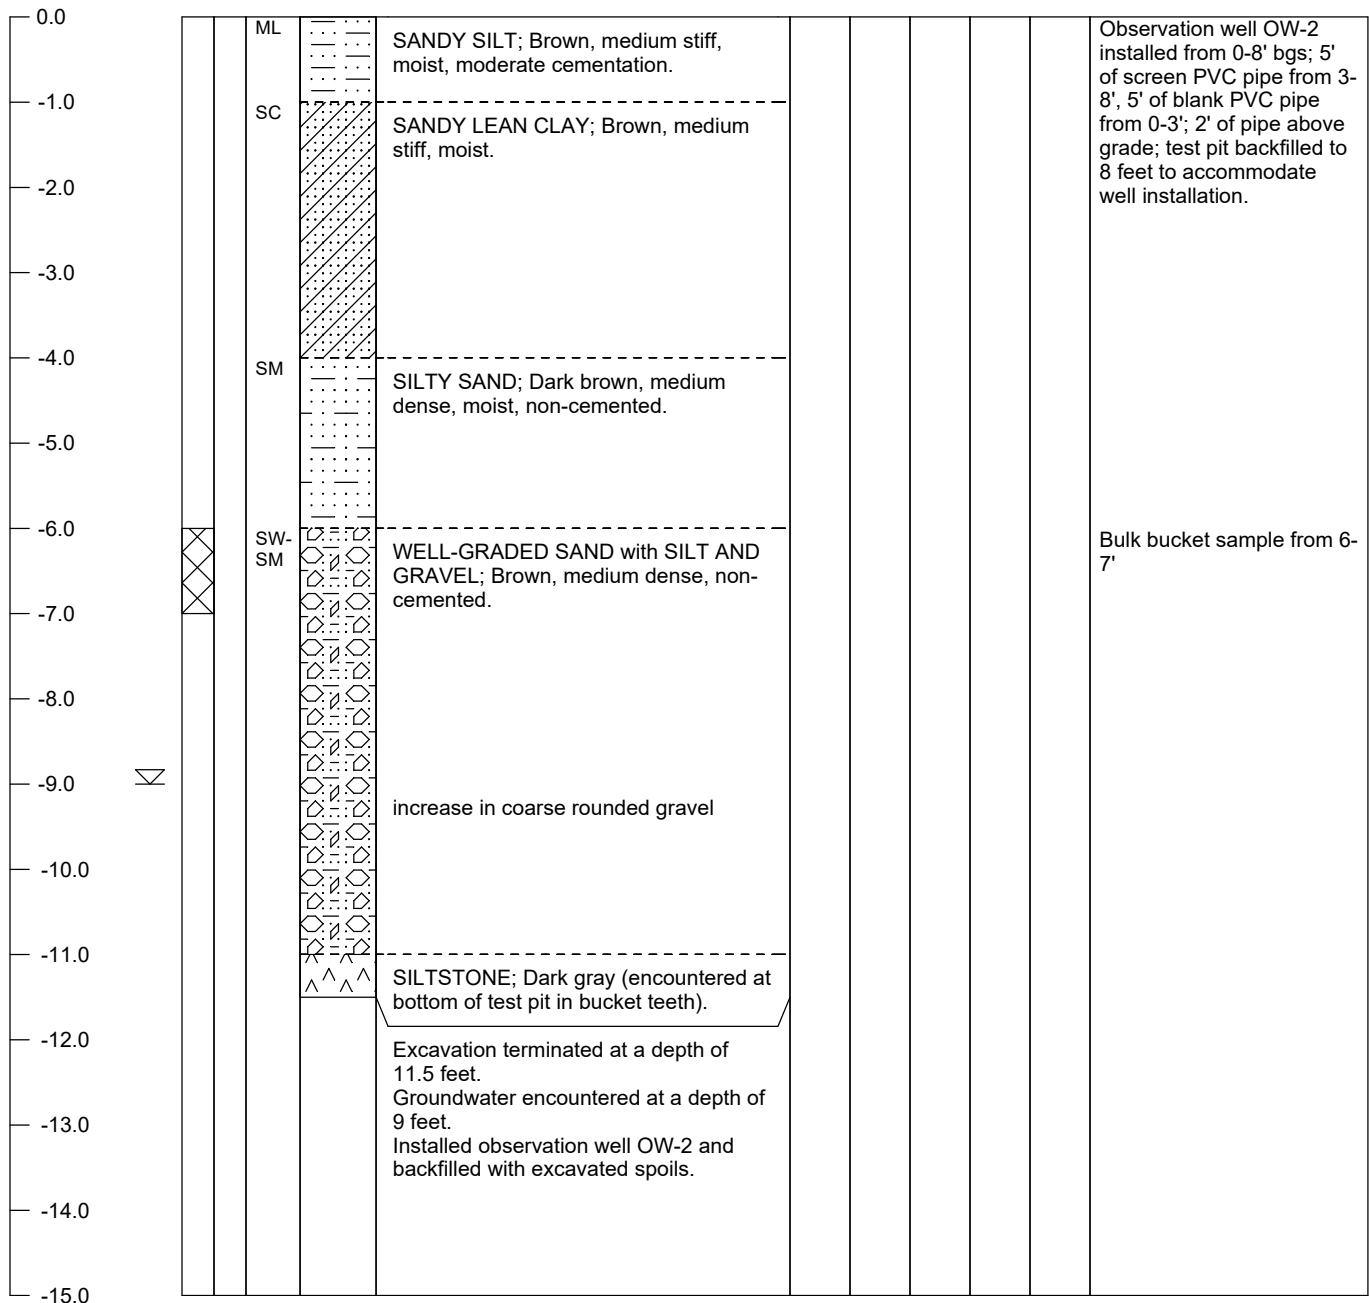 0.0
ML
SANDY SILT; Brown, medium stiff,
moist, moderate cementation.
Observation well OW-2
installed from 0-8' bgs; 5'
of screen PVC pipe from 3-
8', 5' of blank PVC pipe
from 0-3'; 2' of pipe above
grade; test pit backfilled to
8 feet to accommodate
well installation.
-1.0
SC
SANDY LEAN CLAY; Brown, medium
stiff, moist.
-2.0
-3.0
-4.0
SM
SILTY SAND; Dark brown, medium
dense, moist, non-cemented.
-5.0
-6.0
SW-
SM
WELL-GRADED SAND with SILT AND
GRAVEL; Brown, medium dense, non-
cemented.
Bulk bucket sample from 6-
7'
-7.0
-8.0
-9.0
increase in coarse rounded gravel
-10.0
-11.0
SILTSTONE; Dark gray (encountered at
bottom of test pit in bucket teeth).
-12.0
Excavation terminated at a depth of
11.5 feet.
Groundwater encountered at a depth of
9 feet.
Installed observation well OW-2 and
backfilled with excavated spoils.
-13.0
-14.0
-15.0